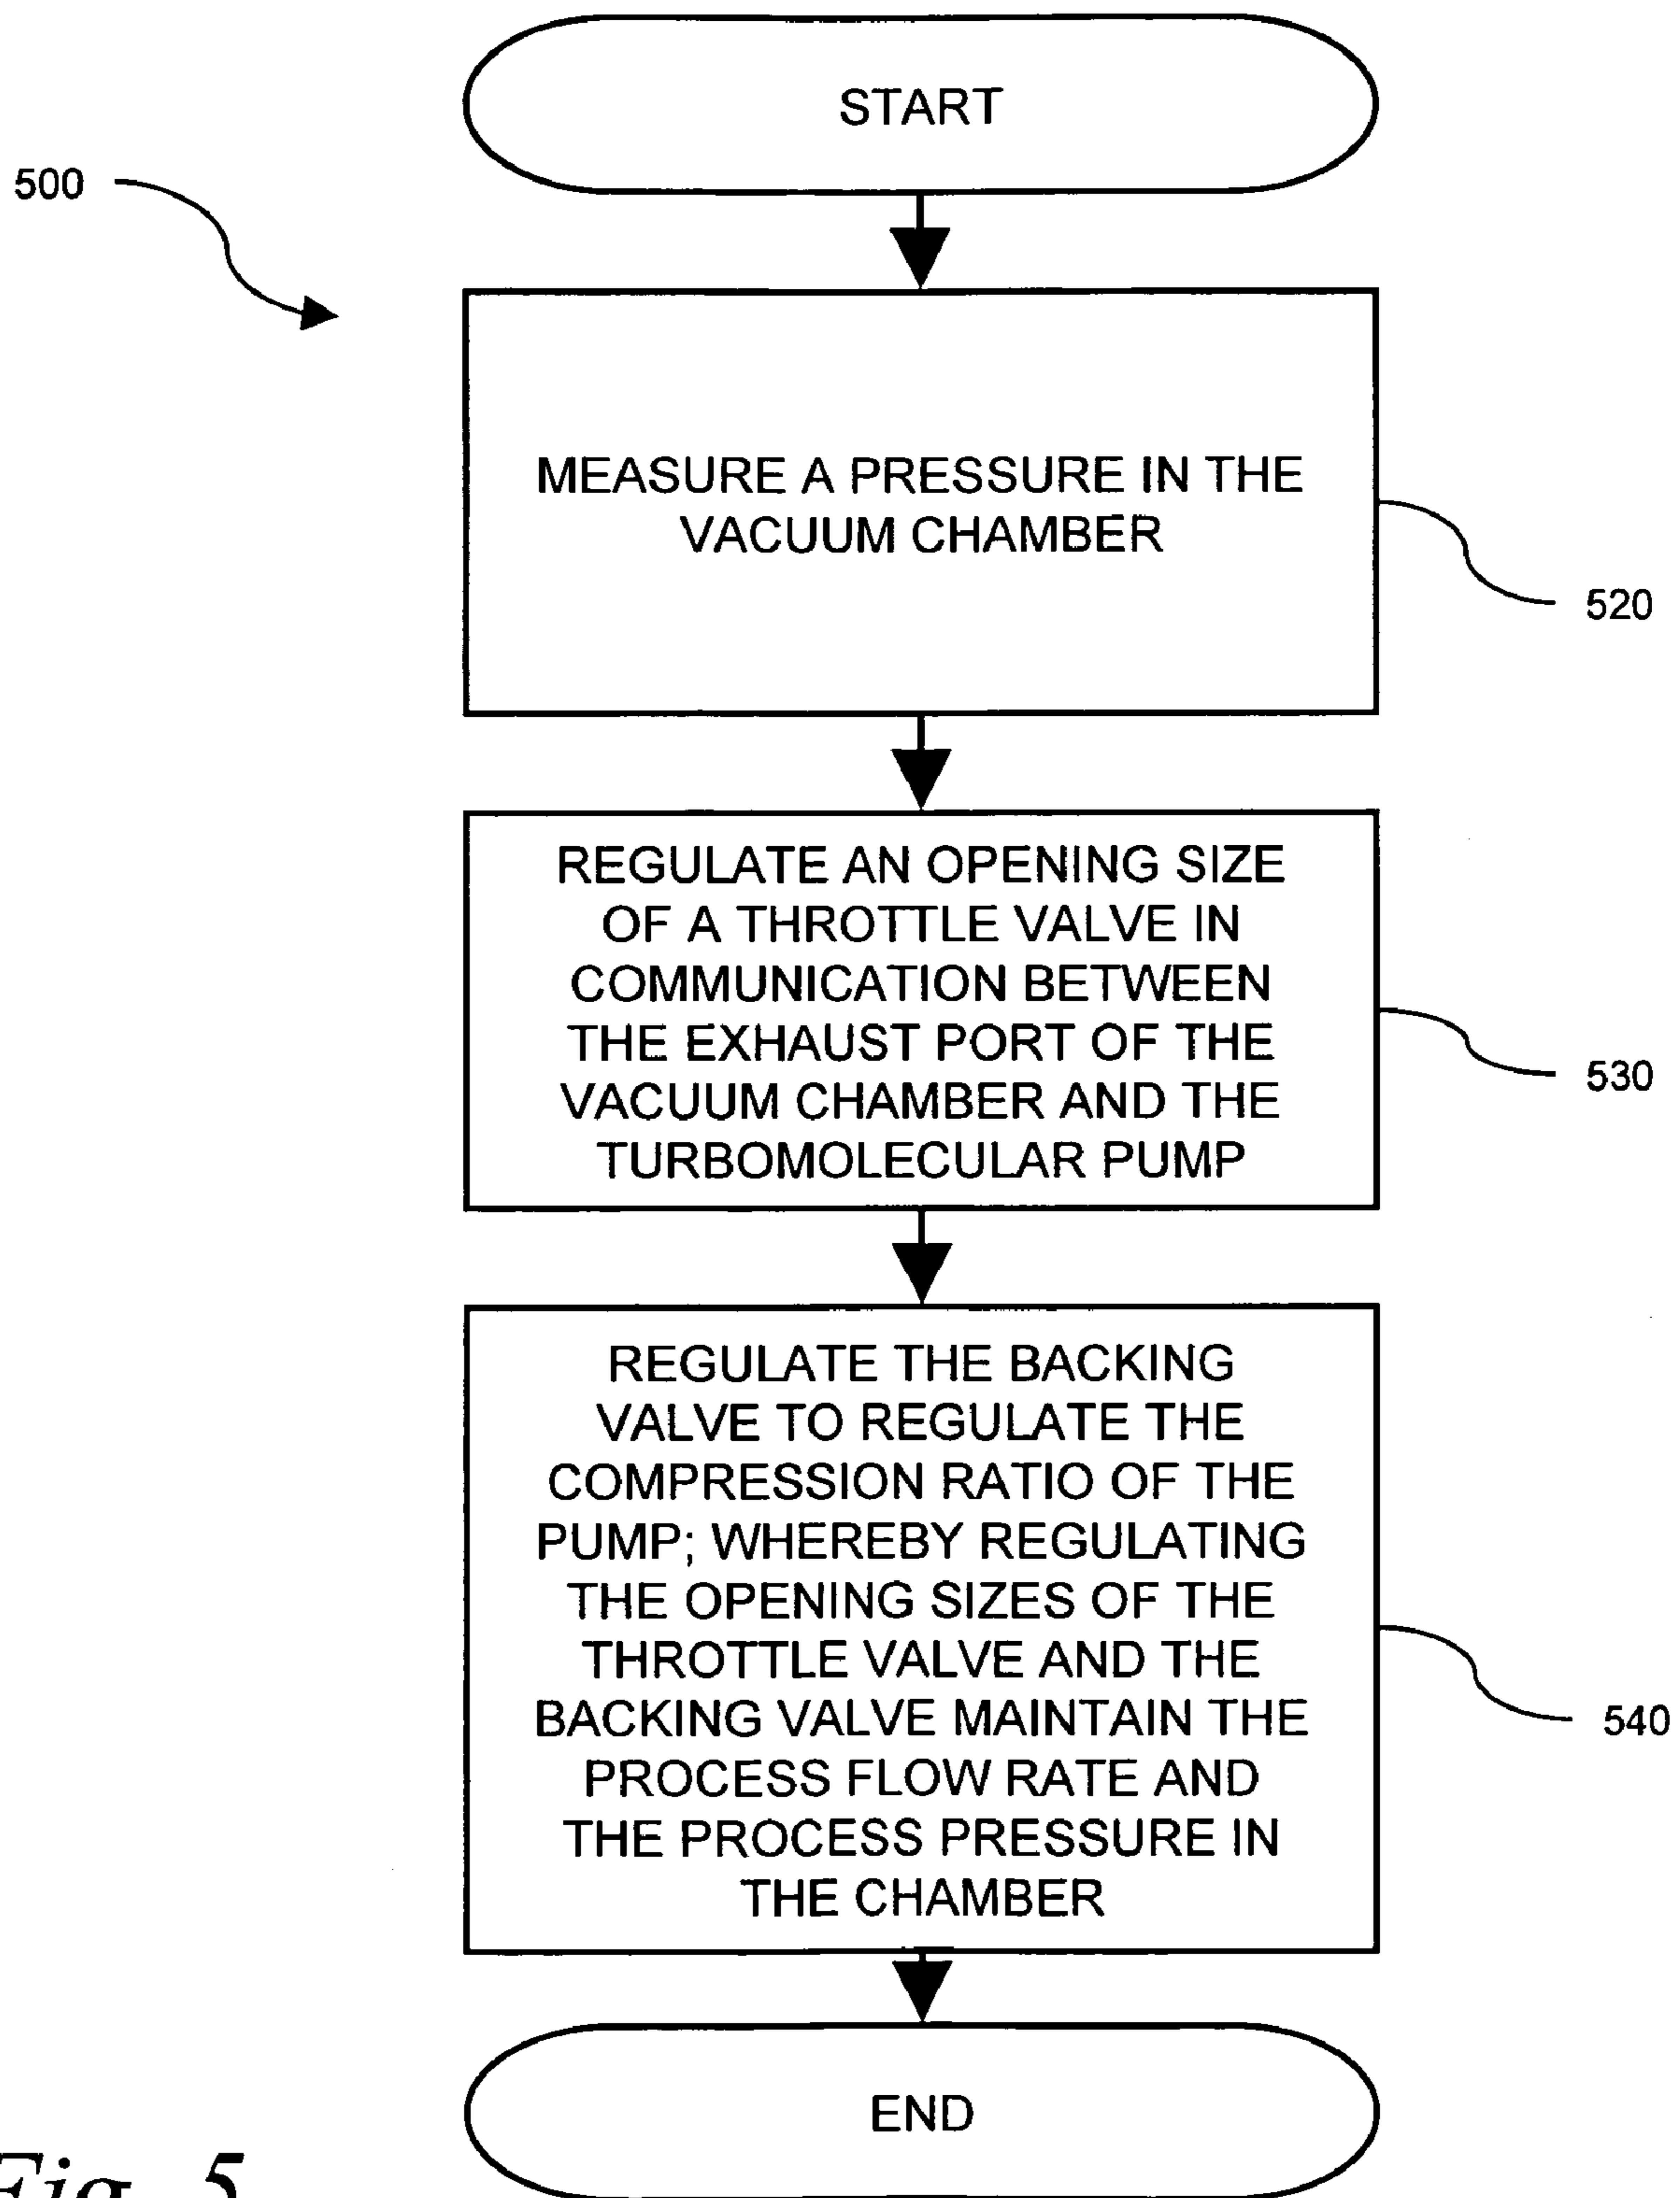 START
500
MEASURE A PRESSURE IN THE
VACUUM CHAMBER
520
REGULATE AN OPENING SIZE
OF A THROTTLE VALVE IN
COMMUNICATION BETWEEN
THE EXHAUST PORT OF THE
VACUUM CHAMBER AND THE
TURBOMOLECULAR PUMP
530
REGULATE THE BACKING
VALVE TO REGULATE THE
COMPRESSION RATIO OF THE
PUMP; WHEREBY REGULATING
THE OPENING SIZES OF THE
THROTTLE VALVE AND THE
BACKING VALVE MAINTAIN THE
PROCESS FLOW RATE AND
THE PROCESS PRESSURE IN
THE CHAMBER
540
END
Fig. 5